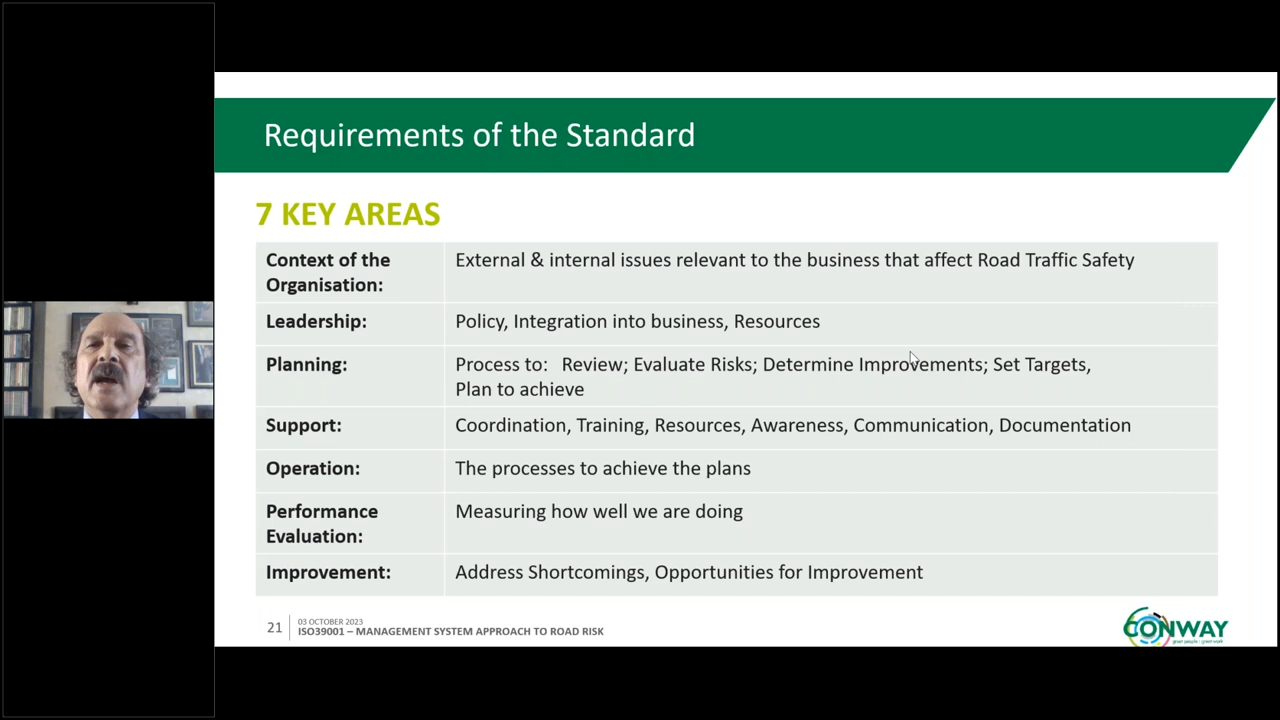 Requirements of the Standard
7 KEY AREAS
Context of the
Organisation:
External & internal issues relevant to the business that affect Road Traffic Safety
Leadership:
Policy, Integration into business, Resources
Planning:
Process to: Review; Evaluate Risks; Determine Improvements; Set Targets,
Plan to achieve
Support:
Coordination, Training, Resources, Awareness, Communication, Documentation
Operation:
The processes to achieve the plans
Performance
Evaluation:
Measuring how well we are doing
Improvement:
Address Shortcomings, Opportunities for Improvement
21
03 OCTOBER 2023
ISO39001 – MANAGEMENT SYSTEM APPROACH TO ROAD RISK
CONWAY
great people : great work